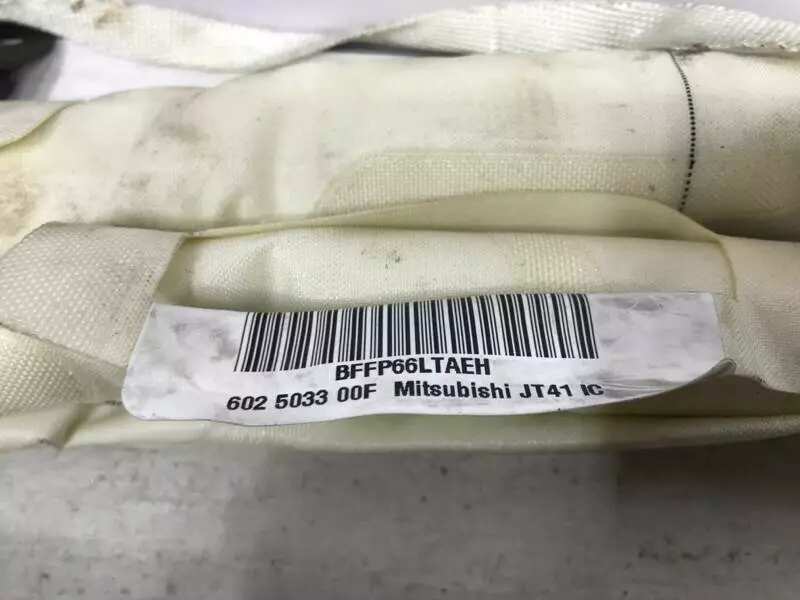 BFFP66LTAEH
602 5033 00F Mitsubishi JT41 IC